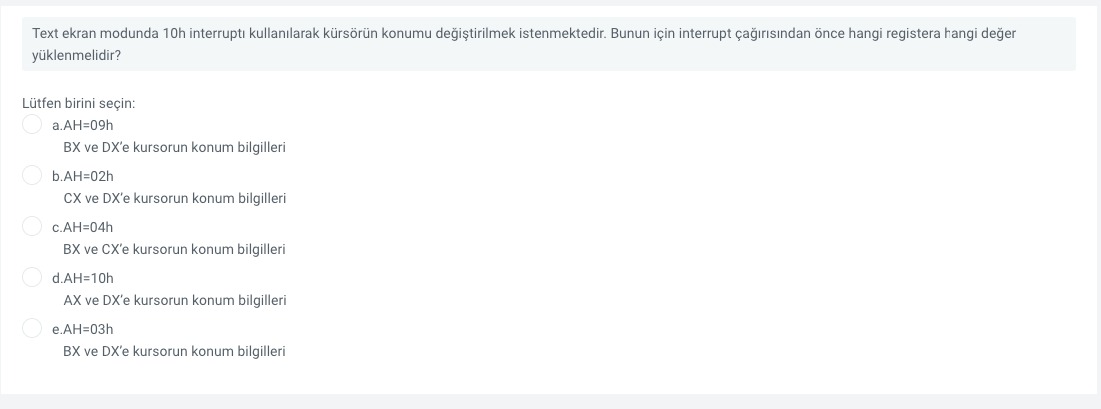 Text ekran modunda 10h interruptı kullanılarak kürsörün konumu değiştirilmek istenmektedir. Bunun için interrupt çağırısından önce hangi registera hangi değer
yüklenmelidir?
Lütfen birini seçin:
a.AH=09h
BX ve DX'e kursorun konum bilgilleri
b.AH=02h
CX ve DX'e kursorun konum bilgilleri
c.AH=04h
BX ve CX'e kursorun konum bilgilleri
d.AH=10h
AX ve DX'e kursorun konum bilgilleri
e.AH=03h
BX ve DX'e kursorun konum bilgilleri